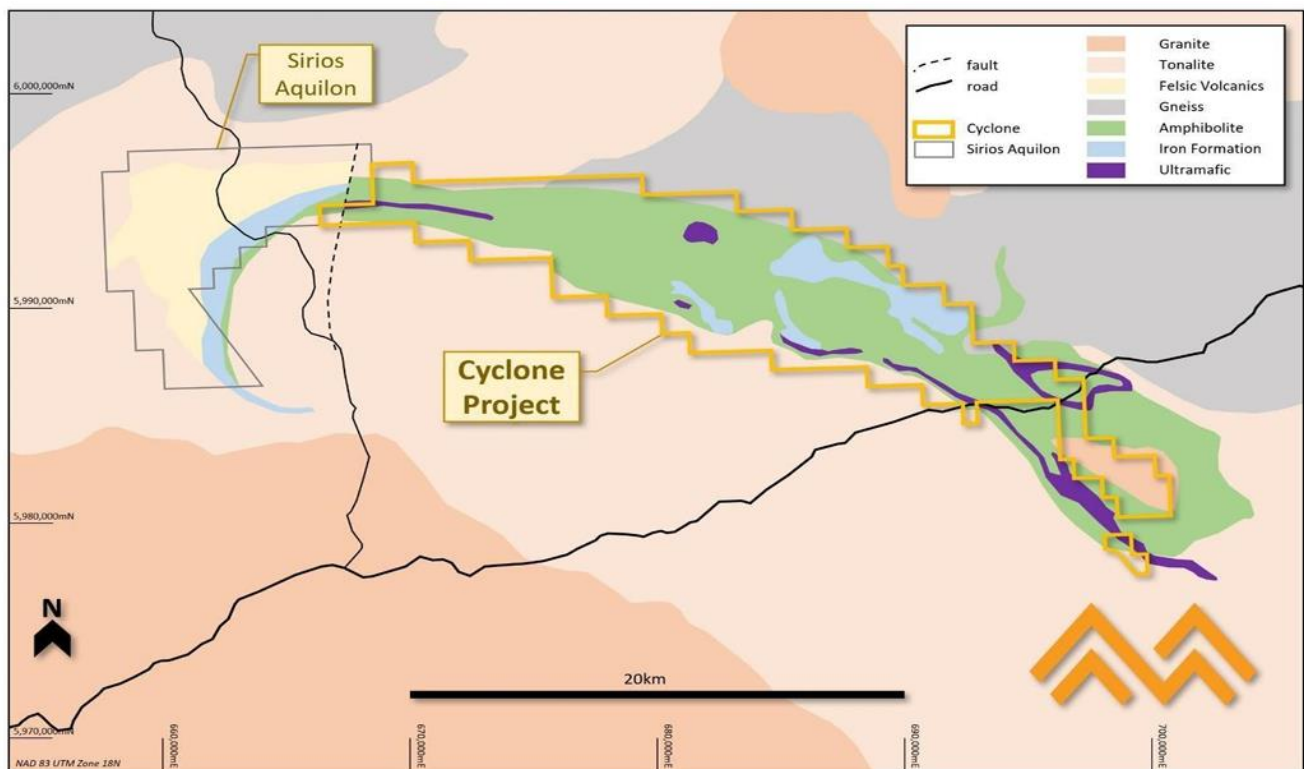 Sirios
Aquilon
6,000,000mN
5,990,000mN
5,980,000mN
5,970,000mN
Cyclone
Project
fault
road
Cyclone
Sirios Aquilon
Granite
Tonalite
Felsic Volcanics
Gneiss
Amphibolite
Iron Formation
Ultramafic
N
20km
660,000mE
670,000mE
680,000mE
690,000mE
700,000mE
NAD 83 UTM Zone 18N